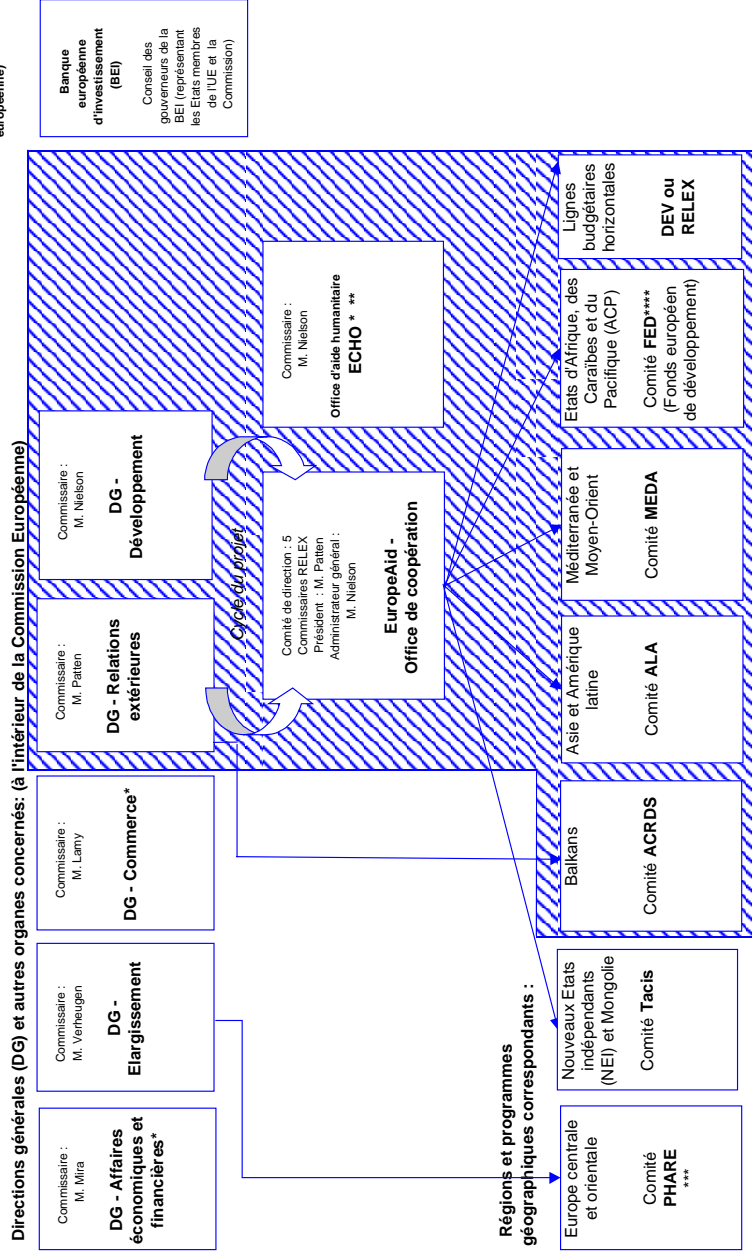 européenne)
Directions générales (DG) et autres organes concernés: (à l'intérieur de la Commission Européenne)
Commissaire :
M. Mira
DG - Affaires
économiques et
financières*
Commissaire :
M. Verheugen
DG -
Elargissement
Commissaire :
M. Lamy
DG - Commerce*
Commissaire :
M. Patten
DG - Relations
extérieures
Commissaire :
M. Nielson
DG -
Développement
Banque
européenne
d'investissement
(BEI)
Conseil des
gouverneurs de la
BEI (représentant
les Etats membres
de l'UE et la
Commission)
Cycle du projet
Comité de direction : 5
Commissaires RELEX
Président : M. Patten
Administrateur général :
M. Nielson
EuropeAid -
Office de coopération
Commissaire :
M. Nielson
Office d'aide humanitaire
ECHO * **
Régions et programmes
géographiques correspondants :
Europe centrale
et orientale
Comité
PHARE
***
Nouveaux Etats
indépendants
(NEI) et Mongolie
Comité Tacis
Balkans
Comité ACRDS
Asie et Amérique
latine
Comité ALA
Méditerranée et
Moyen-Orient
Comité MEDA
Etats d'Afrique, des
Caraïbes et du
Pacifique (ACP)
Comité FED****
(Fonds européen
de développement)
Lignes
budgétaires
horizontales
DEV ou
RELEX